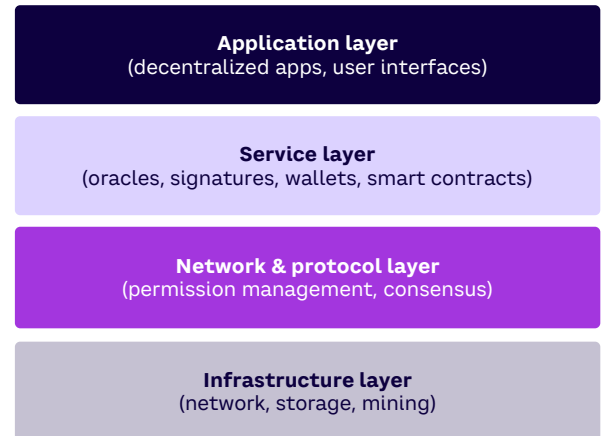 Application layer
(decentralized apps, user interfaces)
Service layer
(oracles, signatures, wallets, smart contracts)
Network & protocol layer
(permission management, consensus)
Infrastructure layer
(network, storage, mining)